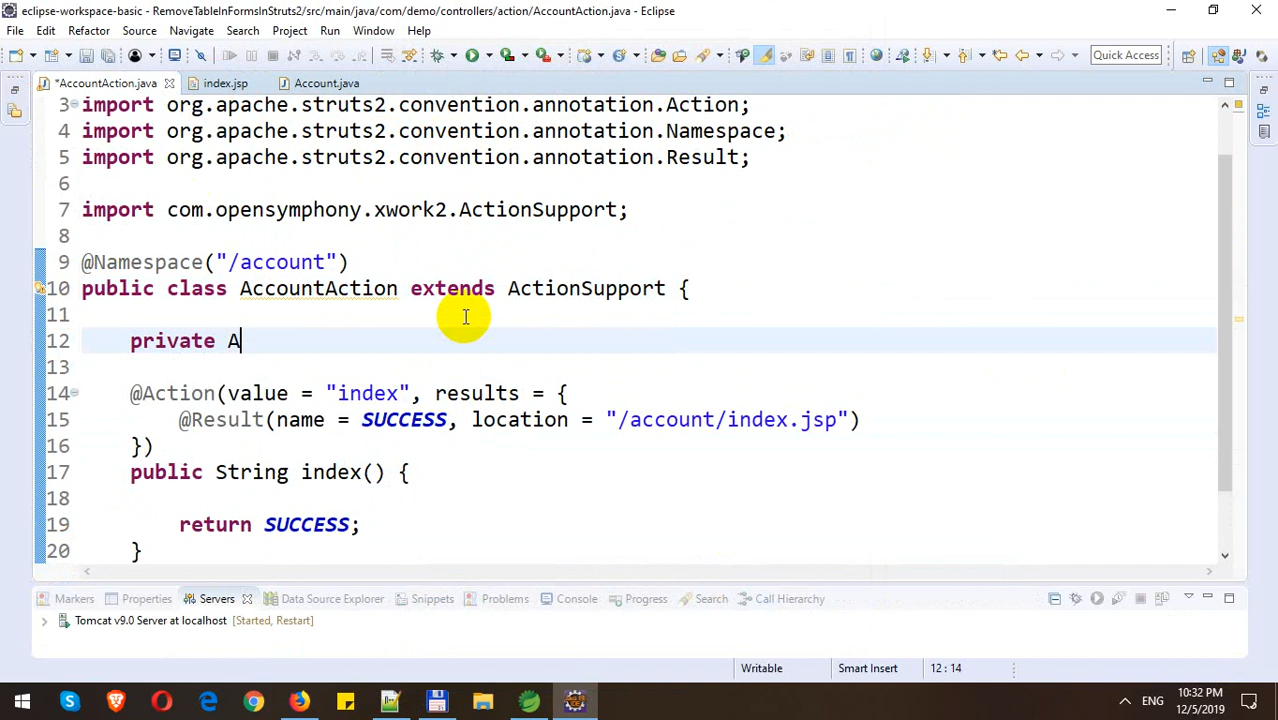 eclipse-workspace-basic - RemoveTableInFormsInStruts2/src/main/java/com/demo/controllers/action/AccountAction.java - Eclipse
File Edit Refactor Source Navigate Search Project Run Window Help
Quick Access
*AccountAction.java index.jsp Account.java
3 import org.apache.struts2.convention.annotation.Action;
4 import org.apache.struts2.convention.annotation.Namespace;
5 import org.apache.struts2.convention.annotation.Result;
6
7 import com.opensymphony.xwork2.ActionSupport;
8
9 @Namespace("/account")
10 public class AccountAction extends ActionSupport {
11
12 private A
13
14 @Action(value = "index", results = {
15 @Result(name = SUCCESS, location = "/account/index.jsp")
16 })
17 public String index() {
18
19 return SUCCESS;
20 }
Markers Properties Servers Data Source Explorer Snippets Problems Console Progress Search Call Hierarchy
Tomcat v9.0 Server at localhost [Started, Restart]
Writable Smart Insert 12 : 14
ENG 10:32 PM
12/5/2019